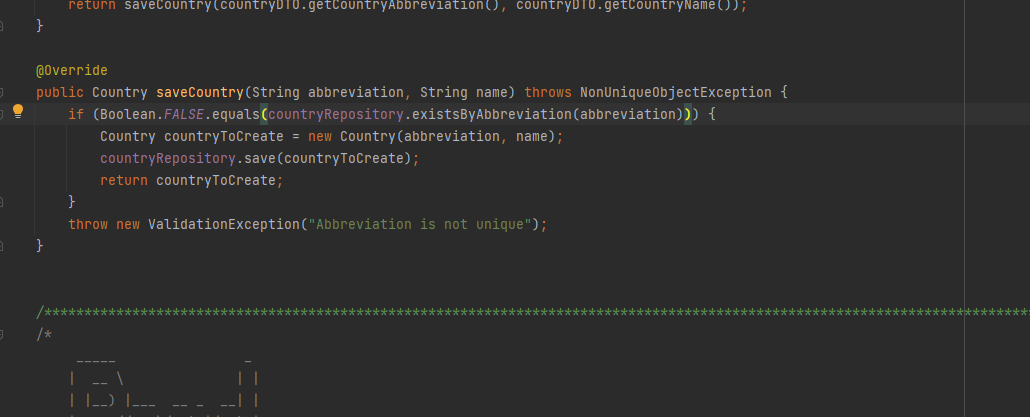 return saveCountry(countryDTO.getCountryAbbreviation(), countryDTO.getCountryName());
}
@Override
public Country saveCountry(String abbreviation, String name) throws NonUniqueObjectException {
if (Boolean.FALSE.equals(countryRepository.existsByAbbreviation(abbreviation))) {
Country countryToCreate = new Country(abbreviation, name);
countryRepository.save(countryToCreate);
return countryToCreate;
}
throw new ValidationException("Abbreviation is not unique");
}
/****************************************************************************************************************************
/*
_____                _
|  __ \              | |
| |__) |___  __ _  __| |